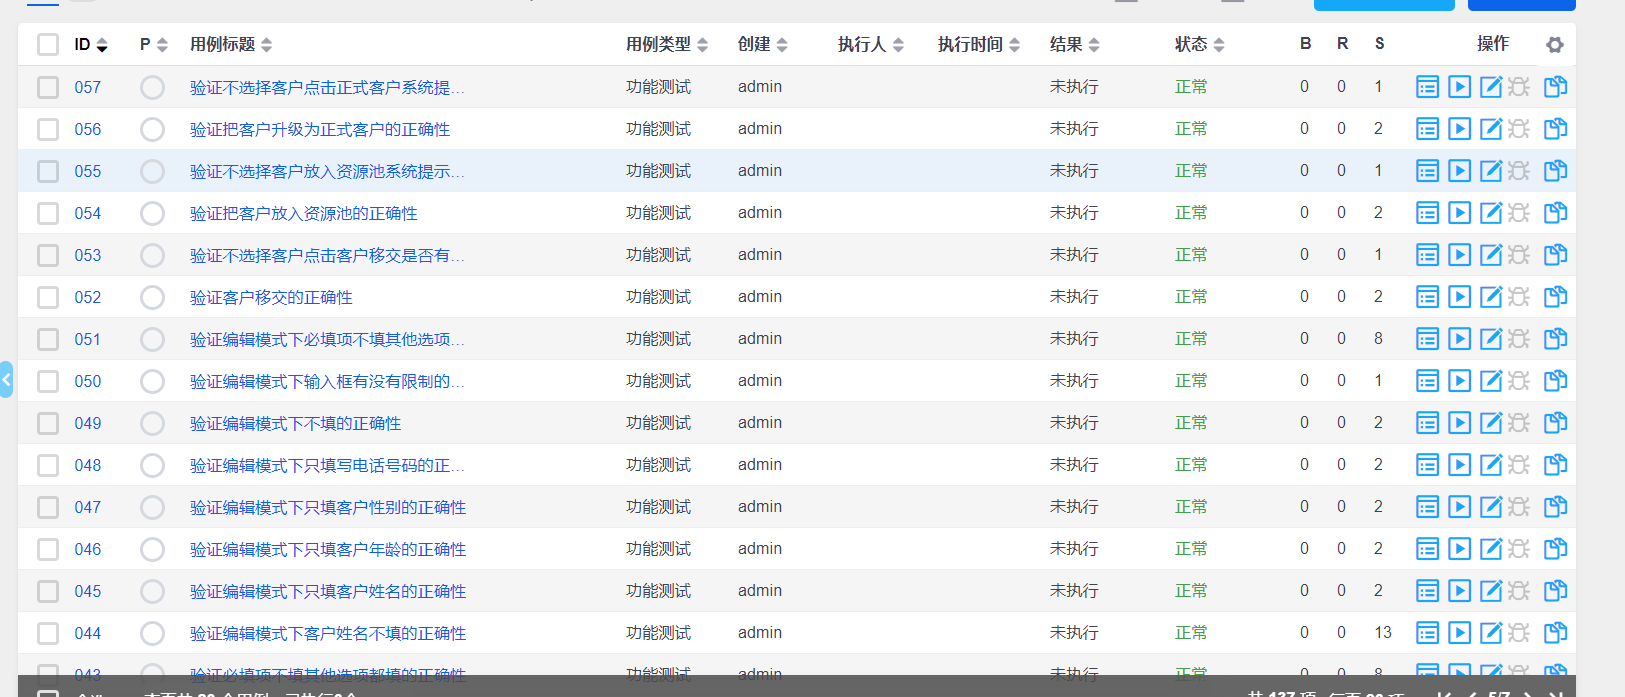 ID P 用例标题 用例类型 创建 执行人 执行时间 结果 状态 B R S 操作
057 验证不选择客户点击正式客户系统提... 功能测试 admin 未执行 正常 0 0 1
056 验证把客户升级为正式客户的正确性 功能测试 admin 未执行 正常 0 0 2
055 验证不选择客户放入资源池系统提示... 功能测试 admin 未执行 正常 0 0 1
054 验证把客户放入资源池的正确性 功能测试 admin 未执行 正常 0 0 2
053 验证不选择客户点击客户移交是否有... 功能测试 admin 未执行 正常 0 0 1
052 验证客户移交的正确性 功能测试 admin 未执行 正常 0 0 2
051 验证编辑模式下必填项不填其他选项... 功能测试 admin 未执行 正常 0 0 8
050 验证编辑模式下输入框有没有限制的... 功能测试 admin 未执行 正常 0 0 1
049 验证编辑模式下不填的正确性 功能测试 admin 未执行 正常 0 0 2
048 验证编辑模式下只填写电话号码的正... 功能测试 admin 未执行 正常 0 0 2
047 验证编辑模式下只填客户性别的正确性 功能测试 admin 未执行 正常 0 0 2
046 验证编辑模式下只填客户年龄的正确性 功能测试 admin 未执行 正常 0 0 2
045 验证编辑模式下只填客户姓名的正确性 功能测试 admin 未执行 正常 0 0 2
044 验证编辑模式下客户姓名不填的正确性 功能测试 admin 未执行 正常 0 0 13
043 验证必填项不填其他选项都填的正确性 功能测试 admin 未执行 正常 0 0 8
共 137 项 5/7